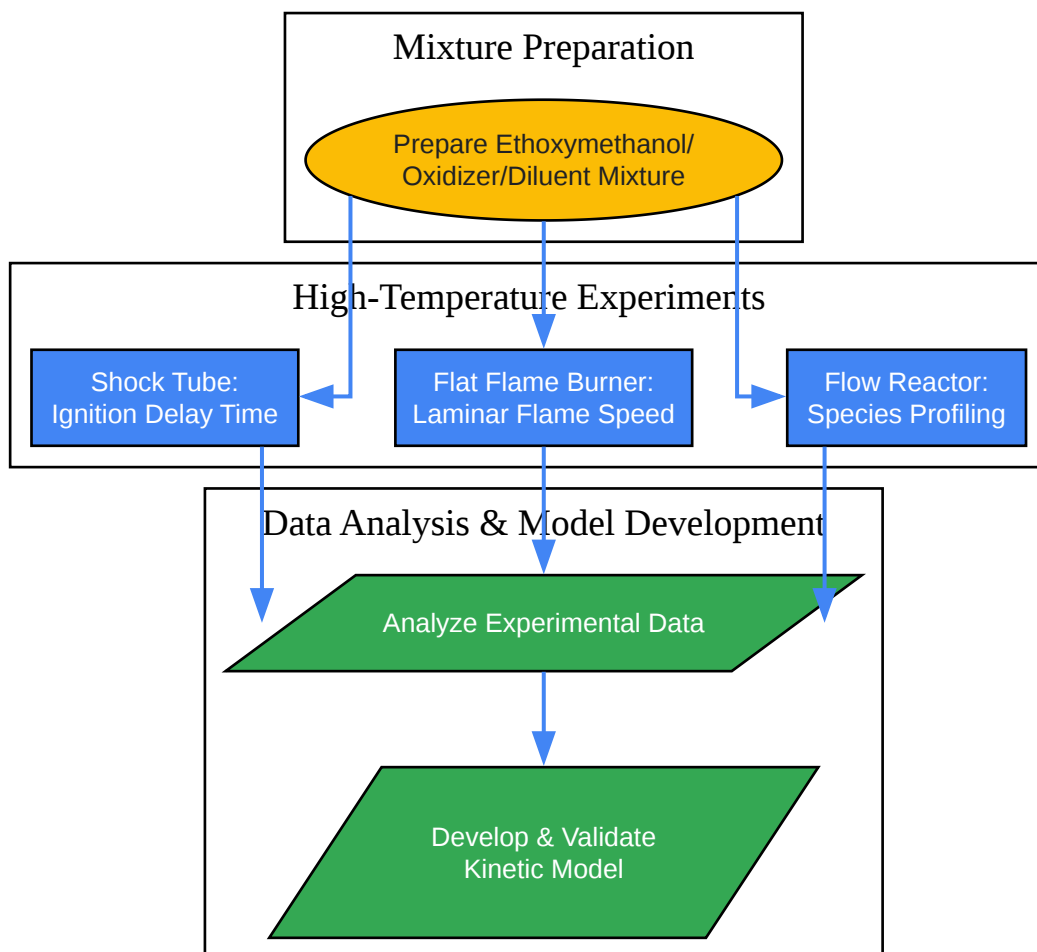 Mixture Preparation
Prepare Ethoxymethanol/
Oxidizer/Diluent Mixture
High-Temperature Experiments
Shock Tube:
Ignition Delay Time
Flat Flame Burner:
Laminar Flame Speed
Flow Reactor:
Species Profiling
Data Analysis & Model Development
Analyze Experimental Data
Develop & Validate
Kinetic Model